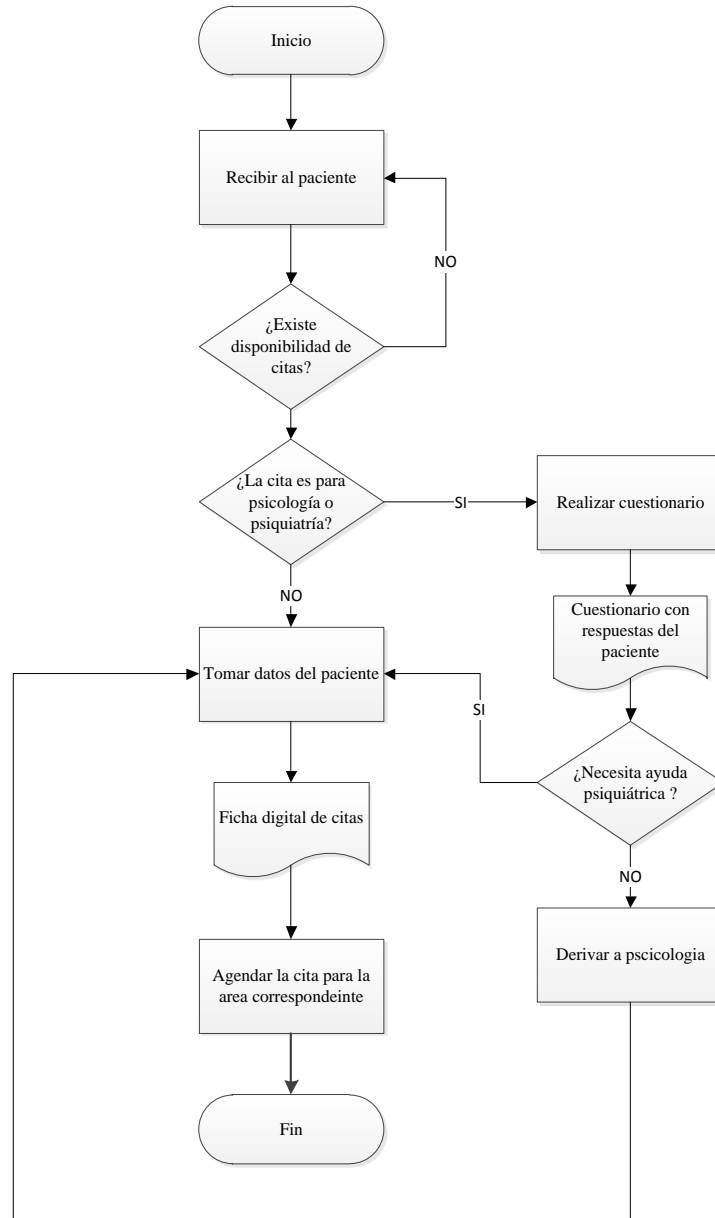 Inicio
Recibir al paciente
NO
¿Existe
disponibilidad de
citas?
¿La cita es para
psicología o
psiquiatría?
SI
Realizar cuestionario
NO
Cuestionario con
respuestas del
paciente
Tomar datos del paciente
SI
¿Necesita ayuda
psiquiátrica ?
Ficha digital de citas
NO
Agendar la cita para la
area correspondeinte
Derivar a pscicologia
Fin